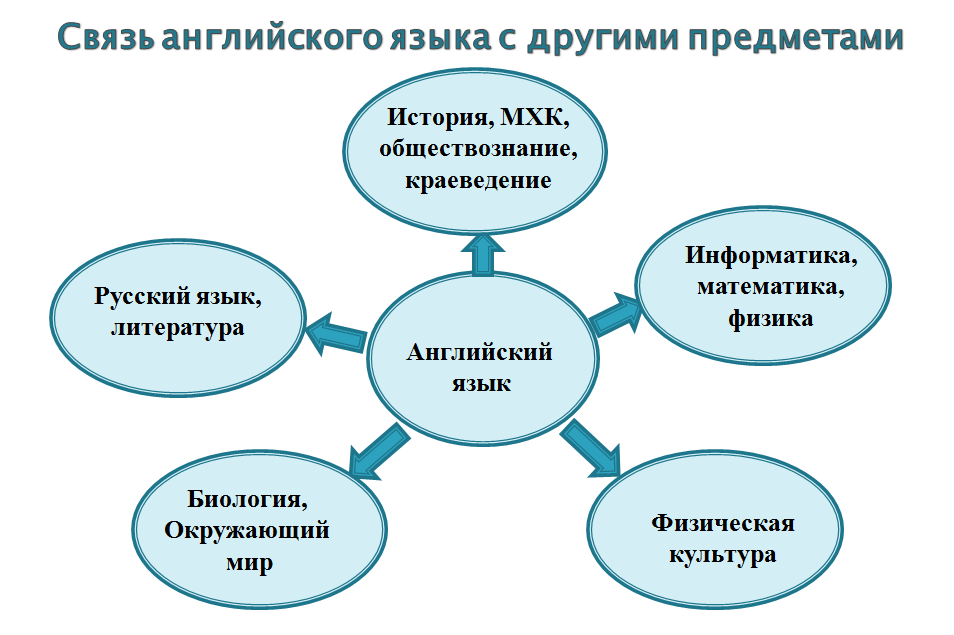 Связь английского языка с другими предметами
История, МХК,
обществознание,
краеведение
Информатика,
математика,
физика
Русский язык,
литература
Английский
язык
Биология,
Окружающий
мир
Физическая
культура